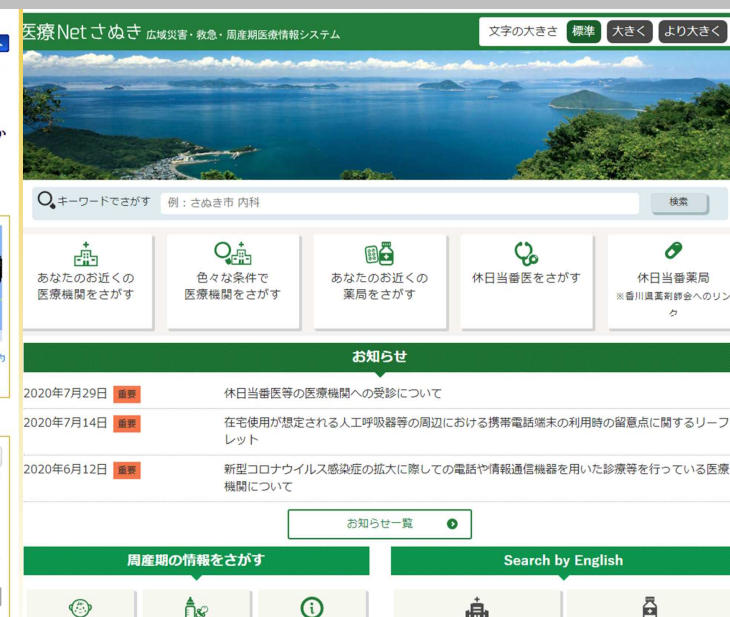 医療Netさぬき 広域災害・救急・周産期医療情報システム
文字の大きさ 標準 大きく より大きく
キーワードでさがす 例：さぬき市 内科 検索
あなたのお近くの
医療機関をさがす
色々な条件で
医療機関をさがす
あなたのお近くの
薬局をさがす
休日当番医をさがす
休日当番薬局
※香川県薬剤師会へのリン
ク
お知らせ
2020年7月29日 重要 休日当番医等の医療機関への受診について
2020年7月14日 重要 在宅使用が想定される人工呼吸器等の周辺における携帯電話端末の利用時の留意点に関するリーフ
レット
2020年6月12日 重要 新型コロナウイルス感染症の拡大に際しての電話や情報通信機器を用いた診療等を行っている医療
機関について
お知らせ一覧
周産期の情報をさがす
Search by English